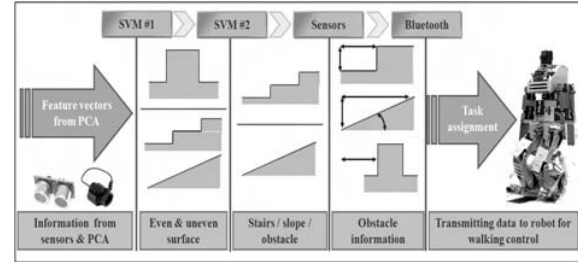 SVM #1
SVM #2
Sensors
Bluetooth
Feature vectors
from PCA
Task
assignment
Information from
sensors & PCA
Even & uneven
surface
Stairs / slope /
obstacle
Obstacle
information
Transmitting data to robot for
walking control